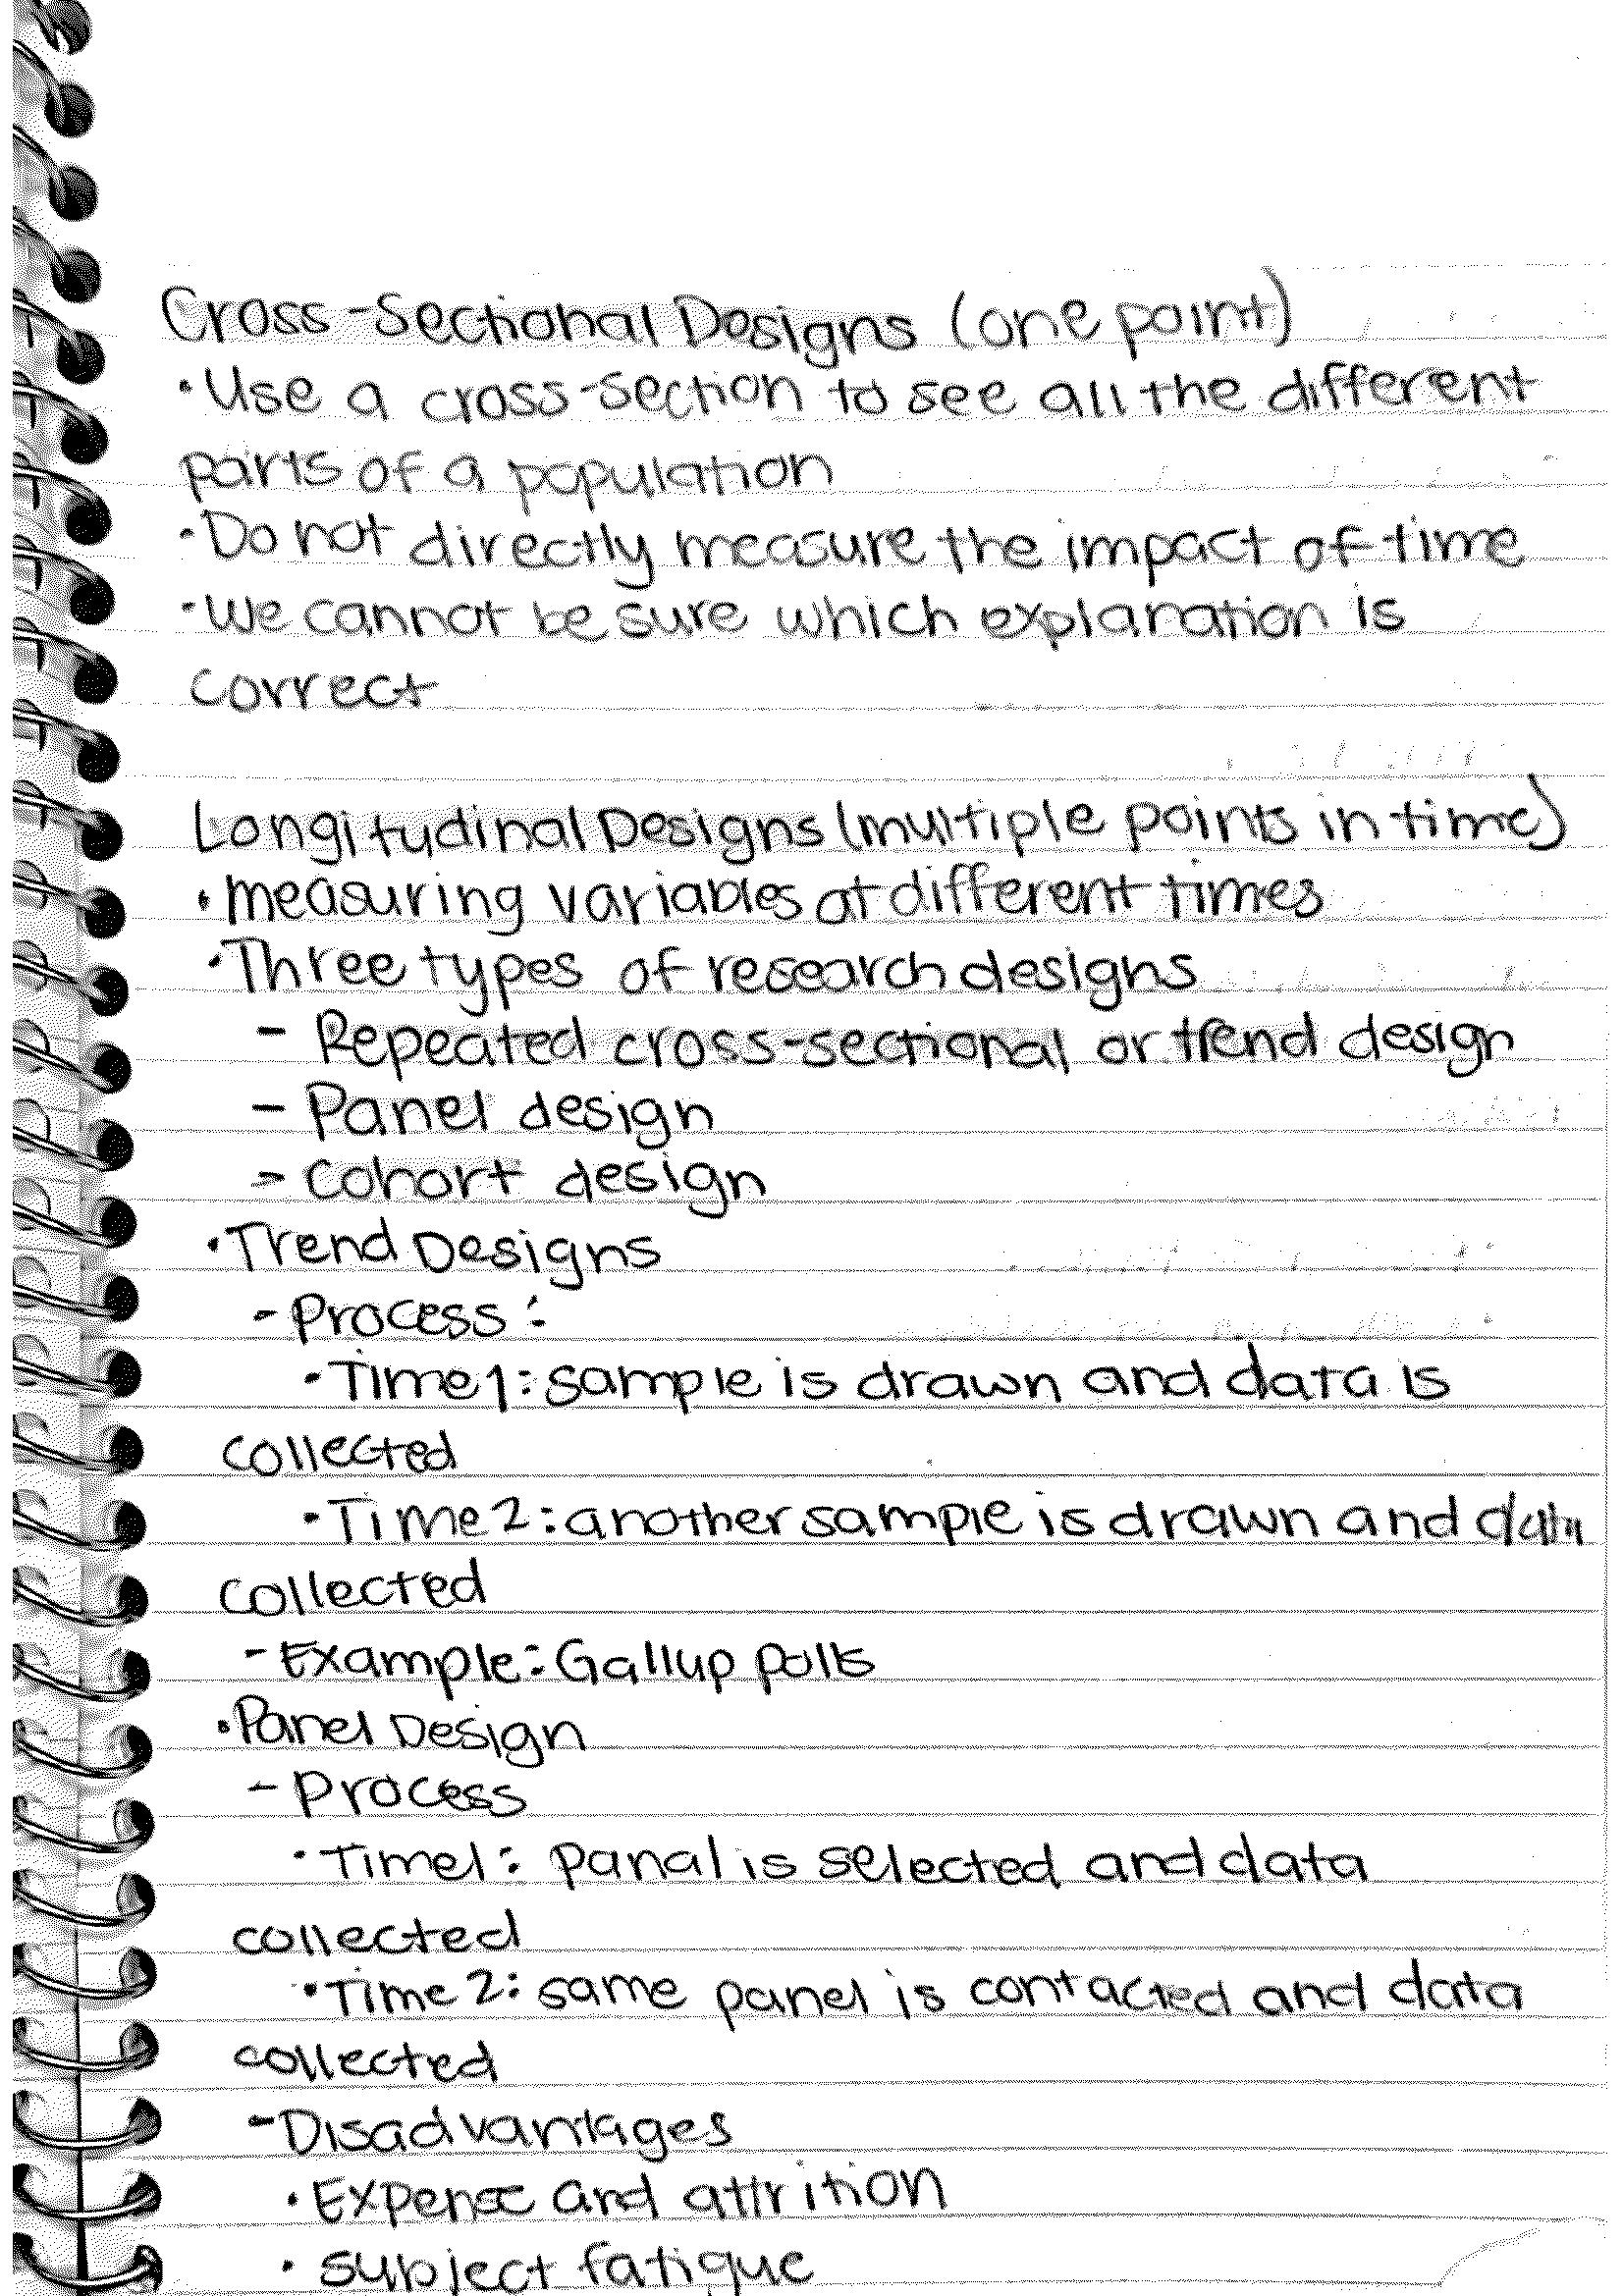 Cross-Sectional Designs (one point)
• Use a cross-section to see all the different
parts of a population
• Do not directly measure the impact of time
• We cannot be sure which explanation is
correct
Longitudinal Designs (multiple points in time)
• measuring variables at different times
• Three types of research designs
- Repeated cross-sectional or trend design
- Panel design
- Cohort design
• Trend Designs
- Process:
• Time 1: sample is drawn and data is
collected
• Time 2: another sample is drawn and data
collected
- Example: Gallup polls
• Panel Design
- Process
• Time 1: panal is selected and data
collected
• Time 2: same panel is contacted and data
collected
- Disadvantages
• Expense and attrition
• subject fatigue